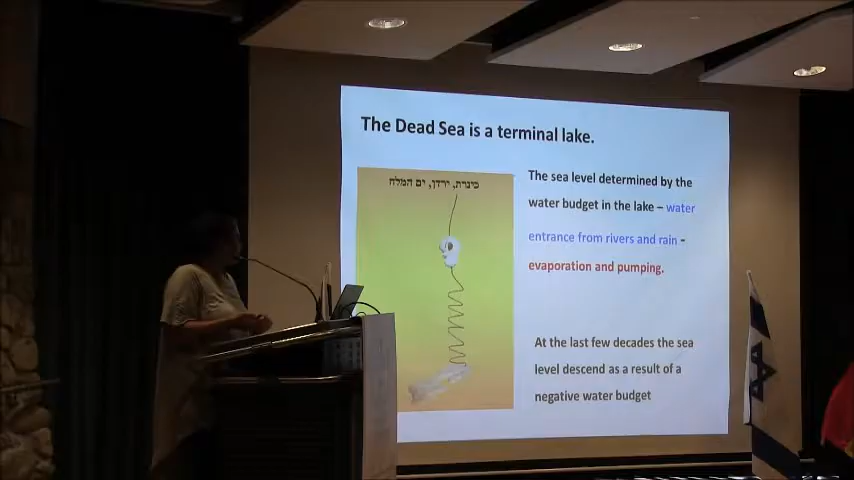 The Dead Sea is a terminal lake.
כינרת, ירדן, ים המלח
The sea level determined by the
water budget in the lake – water
entrance from rivers and rain -
evaporation and pumping.
At the last few decades the sea
level descend as a result of a
negative water budget